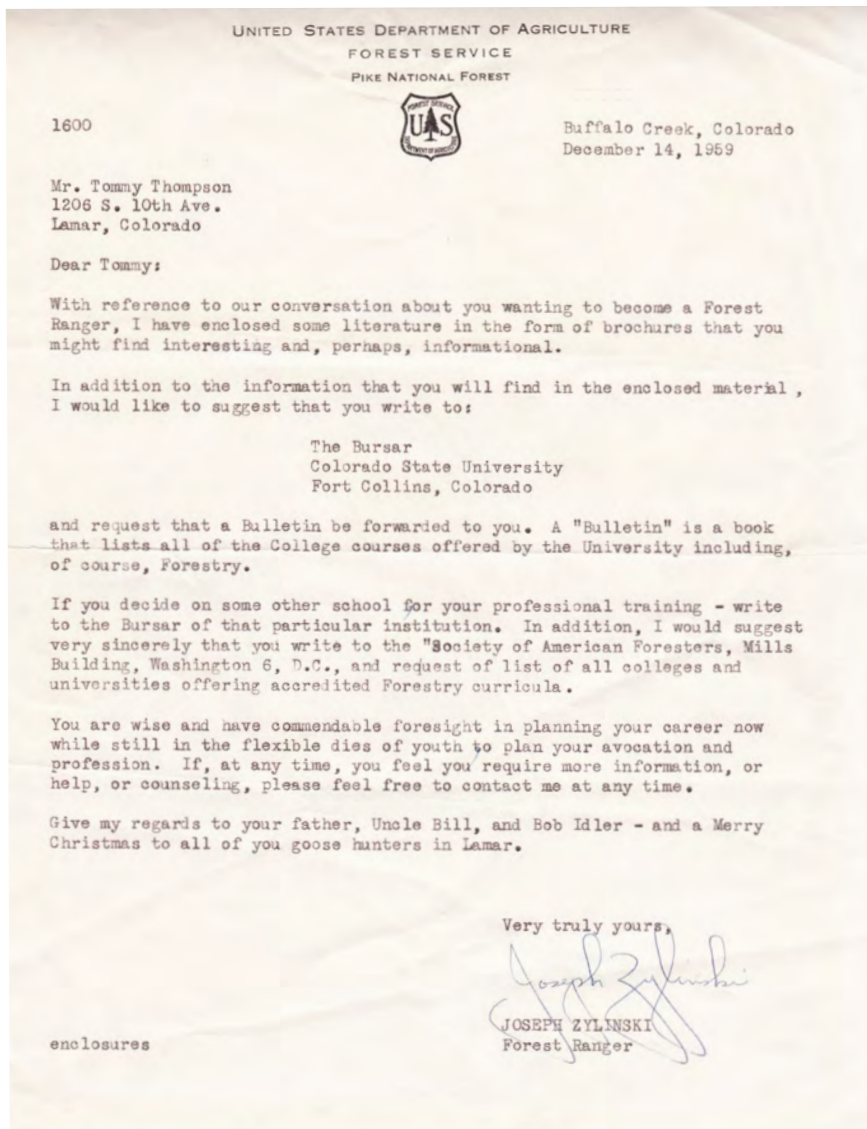 UNITED STATES DEPARTMENT OF AGRICULTURE
FOREST SERVICE
PIKE NATIONAL FOREST
FOREST SERVICE
UAS
DEPARTMENT OF AGRICULTURE
1600
Buffalo Creek, Colorado
December 14, 1959
Mr. Tommy Thompson
1206 S. 10th Ave.
Lamar, Colorado
Dear Tommy:
With reference to our conversation about you wanting to become a Forest
Ranger, I have enclosed some literature in the form of brochures that you
might find interesting and, perhaps, informational.
In addition to the information that you will find in the enclosed material ,
I would like to suggest that you write to:
The Bursar
Colorado State University
Fort Collins, Colorado
and request that a Bulletin be forwarded to you. A "Bulletin" is a book
that lists all of the College courses offered by the University including,
of course, Forestry.
If you decide on some other school for your professional training - write
to the Bursar of that particular institution. In addition, I would suggest
very sincerely that you write to the "Society of American Foresters, Mills
Building, Washington 6, D.C., and request of list of all colleges and
universities offering accredited Forestry curricula.
You are wise and have commendable foresight in planning your career now
while still in the flexible dies of youth to plan your avocation and
profession. If, at any time, you feel you require more information, or
help, or counseling, please feel free to contact me at any time.
Give my regards to your father, Uncle Bill, and Bob Idler - and a Merry
Christmas to all of you goose hunters in Lamar.
Very truly yours,
Joseph Zylinski
JOSEPH ZYLINSKI
Forest Ranger
enclosures